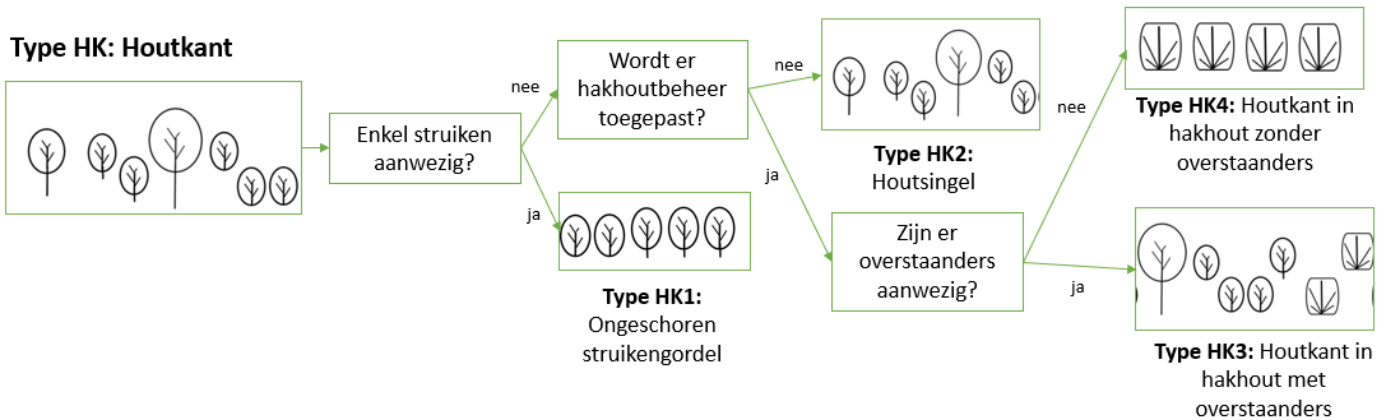 Type HK: Houtkant
Enkel struiken
aanwezig?
nee
ja
Wordt er
hakhoutbeheer
toegepast?
Type HK1:
Ongeschoren
struikengordel
nee
ja
Type HK2:
Houtsingel
Zijn er
overstaanders
aanwezig?
nee
ja
Type HK4: Houtkant in
hakhout zonder
overstaanders
Type HK3: Houtkant in
hakhout met
overstaanders